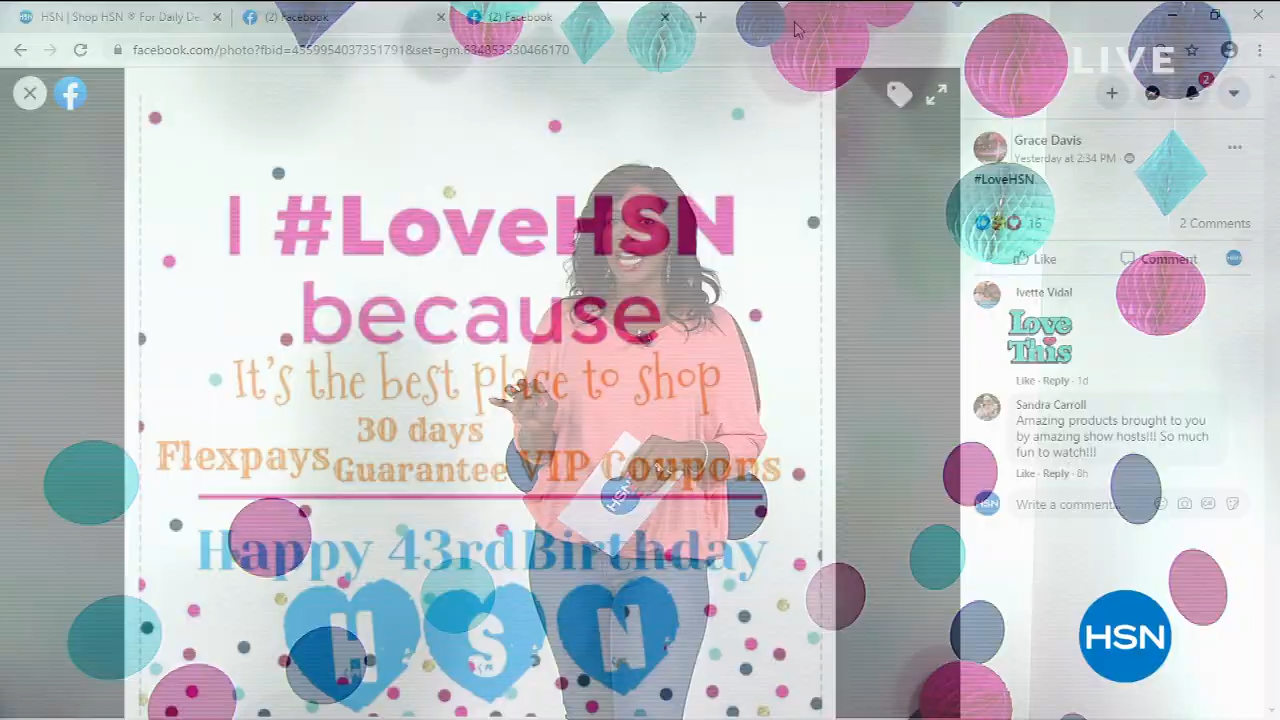 HSN | Shop HSN ® For Daily De
(2) Facebook
(2) Facebook
facebook.com/photo?fbid=4559954037351791&set=gm.634853330466170
LIVE
2
Grace Davis
Yesterday at 2:34 PM
#LoveHSN
16
2 Comments
Like
Comment
Ivette Vidal
Love
This
Like · Reply · 1d
Sandra Carroll
Amazing products brought to you
by amazing show hosts!!! So much
fun to watch!!!
Like · Reply · 8h
Write a comment...
I #LoveHSN
because
It's the best place to shop
30 days
Flexpays Guarantee VIP Coupons
Happy 43rd Birthday
H S N
HSN
HSN